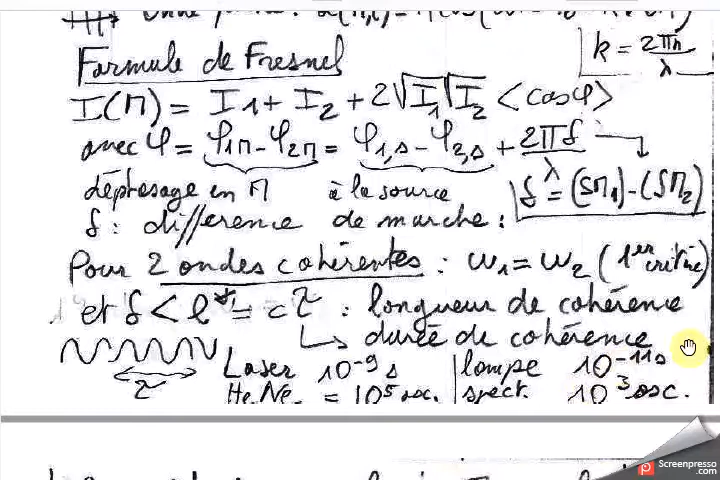 Formule de Fresnel
k = 2πn/λ
I(M) = I1 + I2 + 2√I1 √I2 <cosφ>
avec φ = φ1M - φ2M = φ1,s - φ2,s + 2πδ/λ
déphasage en M à la source δ = (SM1) - (SM2)
δ : différence de marche :
Pour 2 ondes cohérentes : ω1 = ω2 (1er critère)
et δ < l* = cτ : longueur de cohérence
↳ durée de cohérence
τ
Laser 10⁻⁹ s | lampe 10⁻¹¹ s
He.Ne = 10⁵ osc. | spect. 10³ osc.
Screenpresso
.com